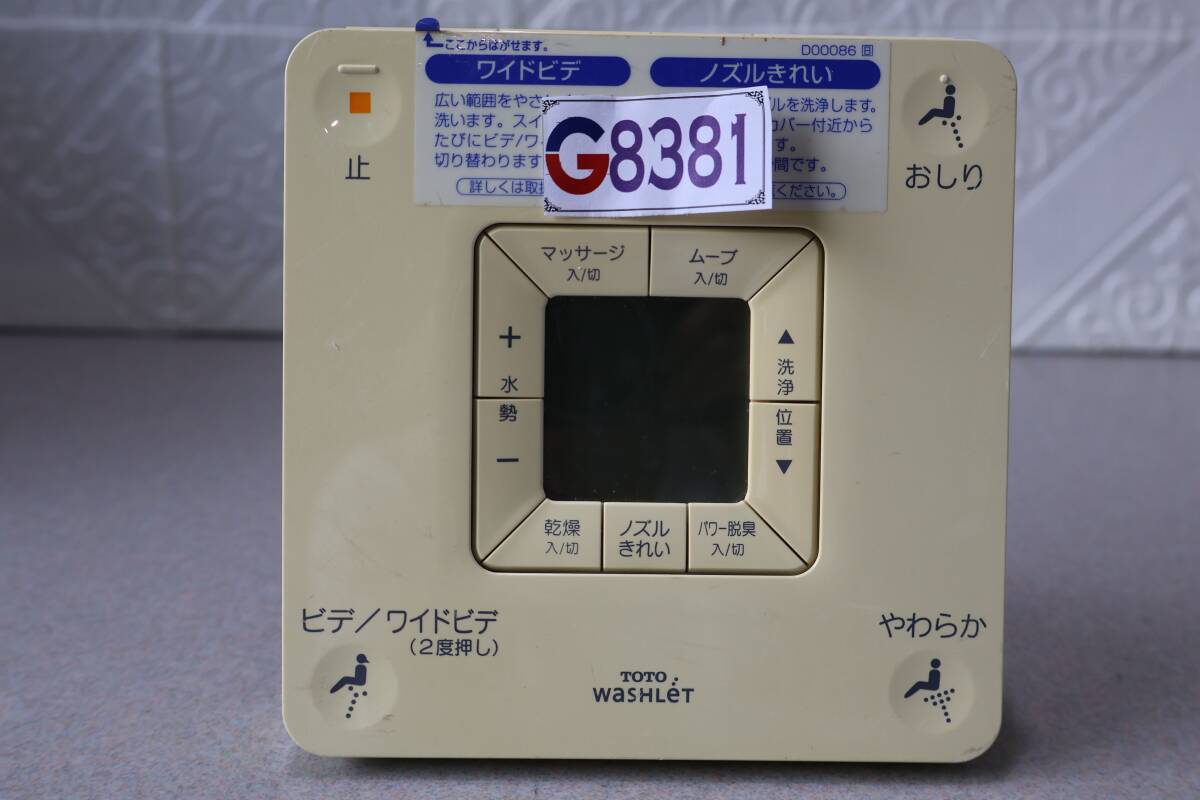 ここからはがせます。
D00086
ワイドビデ
ノズルきれい
広い範囲をやさし
洗います。スイ
たびにビデ/ワ
切り替わります
詳しくは取
ルを洗浄します。
カバー付近から
す。
間です。
ください。
G8381
止
おしり
マッサージ
入/切
ムーブ
入/切
+
水
勢
−
▲
洗
浄
位
置
▼
乾燥
入/切
ノズル
きれい
パワー脱臭
入/切
ビデ/ワイドビデ
(2度押し)
やわらか
TOTO
WASHLET